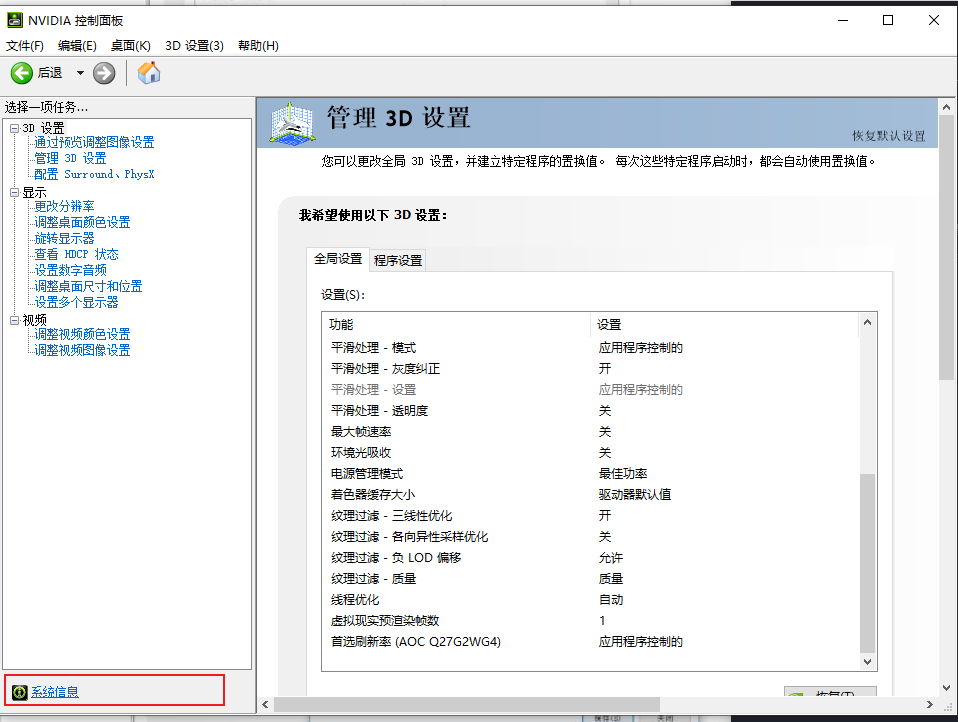 NVIDIA 控制面板
文件(F) 编辑(E) 桌面(K) 3D 设置(3) 帮助(H)
后退
选择一项任务...
3D 设置
通过预览调整图像设置
管理 3D 设置
配置 Surround、PhysX
显示
更改分辨率
调整桌面颜色设置
旋转显示器
查看 HDCP 状态
设置数字音频
调整桌面尺寸和位置
设置多个显示器
视频
调整视频颜色设置
调整视频图像设置
系统信息
管理 3D 设置
恢复默认设置
您可以更改全局 3D 设置，并建立特定程序的置换值。 每次这些特定程序启动时，都会自动使用置换值。
我希望使用以下 3D 设置：
全局设置 程序设置
设置(S)：
功能 设置
平滑处理 - 模式 应用程序控制的
平滑处理 - 灰度纠正 开
平滑处理 - 设置 应用程序控制的
平滑处理 - 透明度 关
最大帧速率 关
环境光吸收 关
电源管理模式 最佳功率
着色器缓存大小 驱动器默认值
纹理过滤 - 三线性优化 开
纹理过滤 - 各向异性采样优化 关
纹理过滤 - 负 LOD 偏移 允许
纹理过滤 - 质量 质量
线程优化 自动
虚拟现实预渲染帧数 1
首选刷新率 (AOC Q27G2WG4) 应用程序控制的
恢复(T)